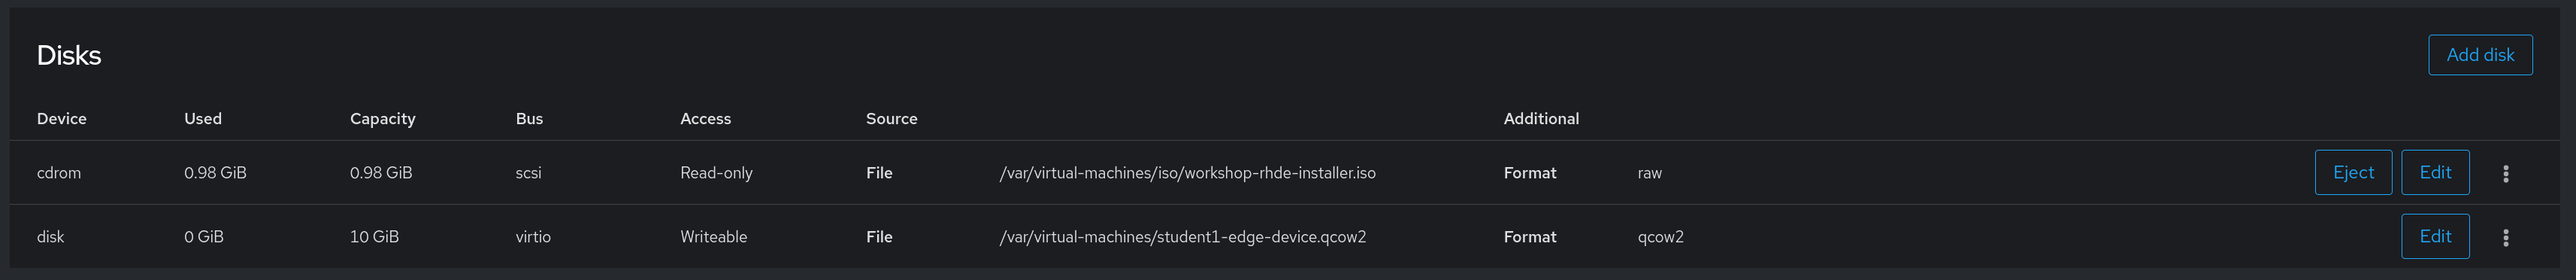 Disks
Add disk
Device Used Capacity Bus Access Source Additional
cdrom 0.98 GiB 0.98 GiB scsi Read-only File /var/virtual-machines/iso/workshop-rhde-installer.iso Format raw Eject Edit
disk 0 GiB 10 GiB virtio Writeable File /var/virtual-machines/student1-edge-device.qcow2 Format qcow2 Edit